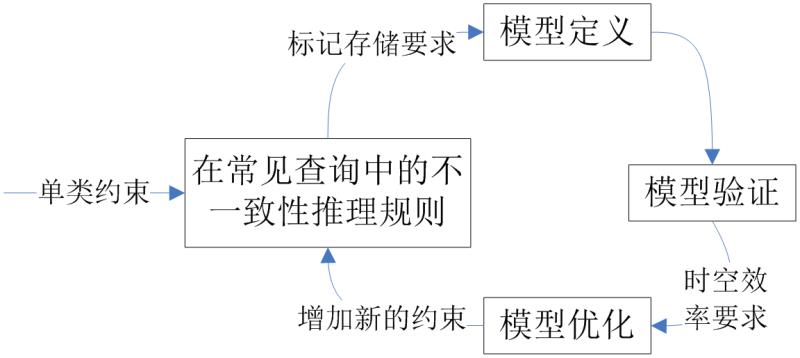 标记存储要求
模型定义
单类约束
在常见查询中的不
一致性推理规则
模型验证
时空效
率要求
增加新的约束
模型优化